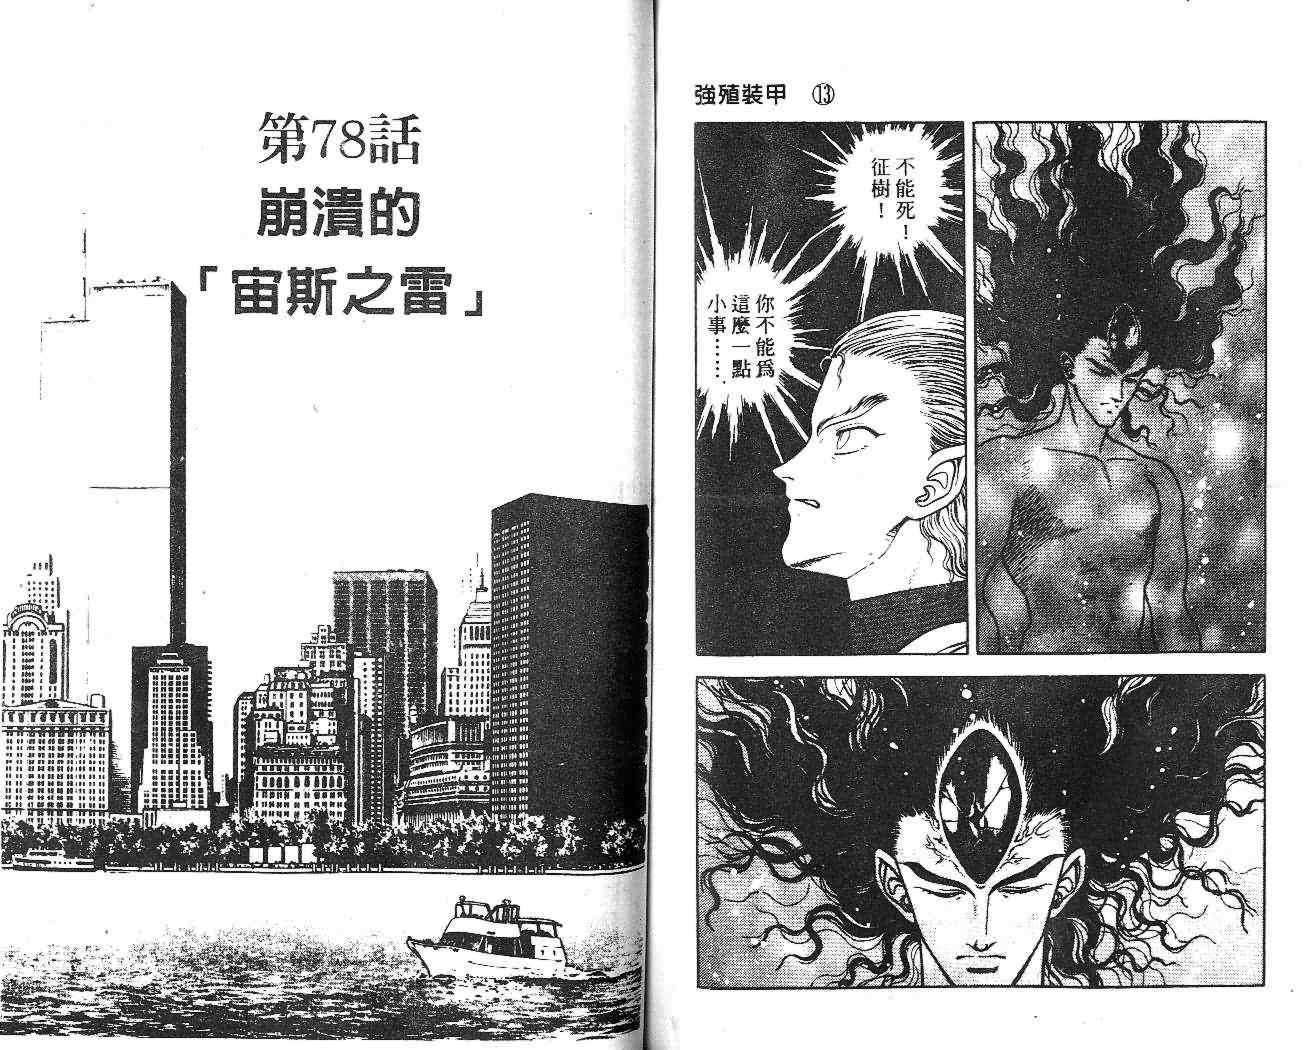 強殖裝甲 ⑬
不能死！
征樹！
你不能爲
這麼一點
小事……
第78話
崩潰的
「宙斯之雷」